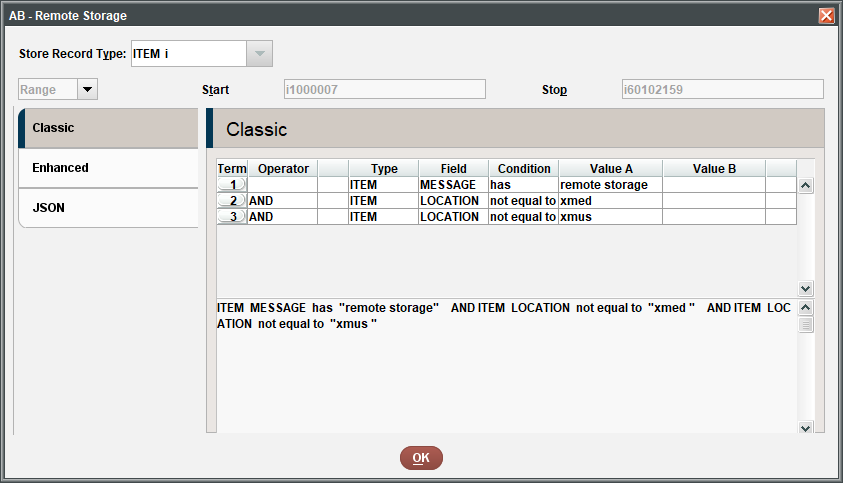 AB - Remote Storage
Store Record Type: ITEM i
Range Start i1000007 Stop i60102159
Classic
Enhanced
JSON
Classic
Term Operator Type Field Condition Value A Value B
1 ITEM MESSAGE has remote storage
2 AND ITEM LOCATION not equal to xmed
3 AND ITEM LOCATION not equal to xmus
ITEM MESSAGE has "remote storage" AND ITEM LOCATION not equal to "xmed " AND ITEM LOC
ATION not equal to "xmus "
OK